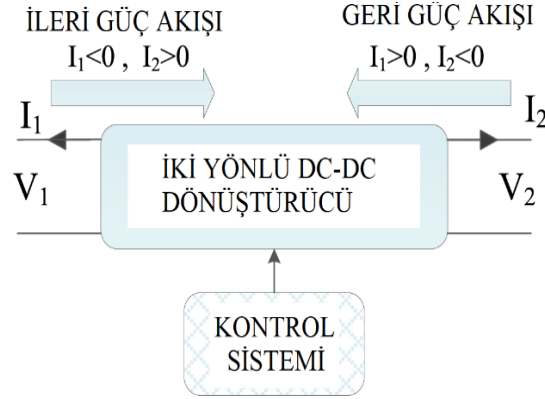 İLERİ GÜÇ AKIŞI
I₁<0 , I₂>0
GERİ GÜÇ AKIŞI
I₁>0 , I₂<0
I₁
I₂
V₁
İKİ YÖNLÜ DC-DC
DÖNÜŞTÜRÜCÜ
V₂
KONTROL
SİSTEMİ